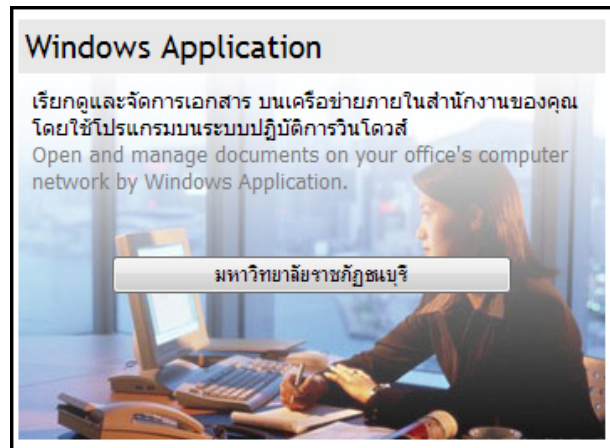 Windows Application
เรียกดูและจัดการเอกสาร บนเครือข่ายภายในสำนักงานของคุณ
โดยใช้โปรแกรมบนระบบปฏิบัติการวินโดวส์
Open and manage documents on your office's computer
network by Windows Application.
มหาวิทยาลัยราชภัฏธนบุรี